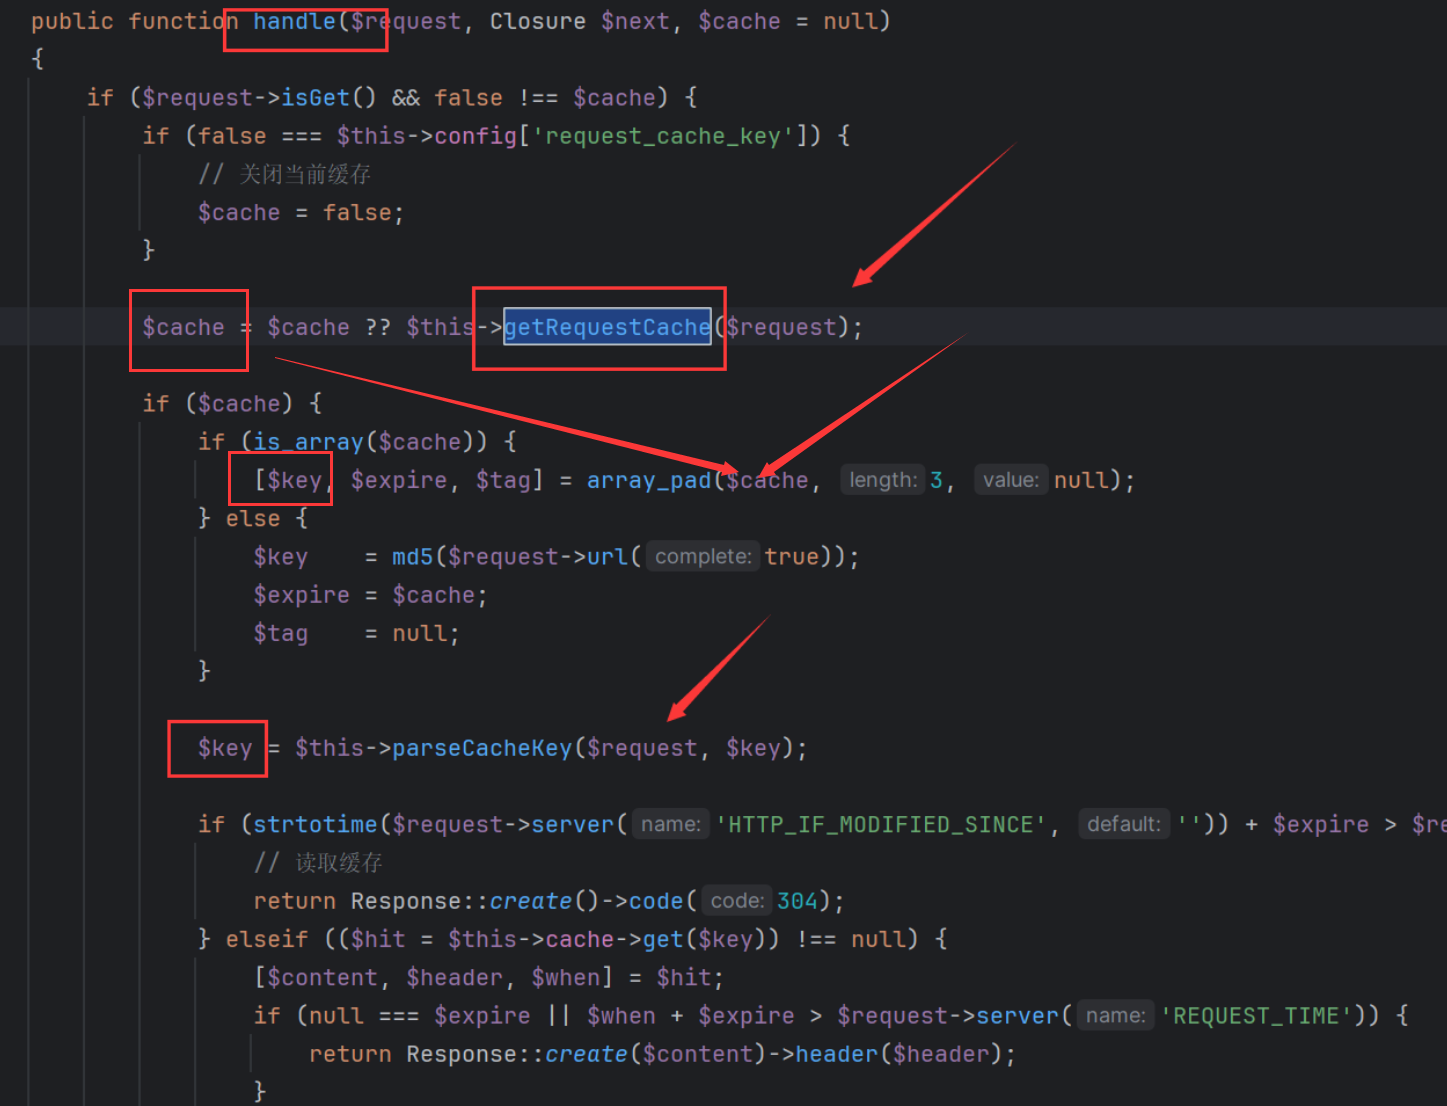 public function handle($request, Closure $next, $cache = null)
{
if ($request->isGet() && false !== $cache) {
if (false === $this->config['request_cache_key']) {
// 关闭当前缓存
$cache = false;
}
$cache = $cache ?? $this->getRequestCache($request);
if ($cache) {
if (is_array($cache)) {
[$key, $expire, $tag] = array_pad($cache, length: 3, value: null);
} else {
$key = md5($request->url( complete: true));
$expire = $cache;
$tag = null;
}
$key = $this->parseCacheKey($request, $key);
if (strtotime($request->server( name: 'HTTP_IF_MODIFIED_SINCE', default: '')) + $expire > $re
// 读取缓存
return Response::create()->code( code: 304);
} elseif (($hit = $this->cache->get($key)) !== null) {
[$content, $header, $when] = $hit;
if (null === $expire || $when + $expire > $request->server( name: 'REQUEST_TIME')) {
return Response::create($content)->header($header);
}